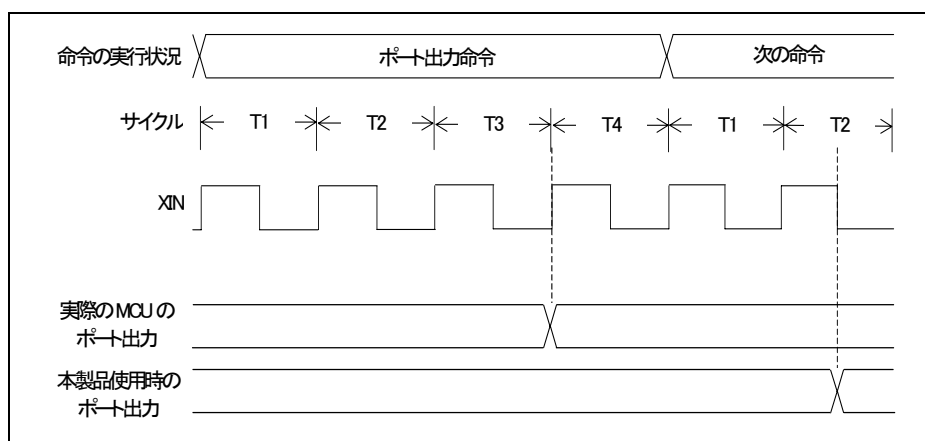 命令の実行状況 ポート出力命令 次の命令
サイクル T1 T2 T3 T4 T1 T2
XIN
実際のMCUの
ポート出力
本製品使用時の
ポート出力